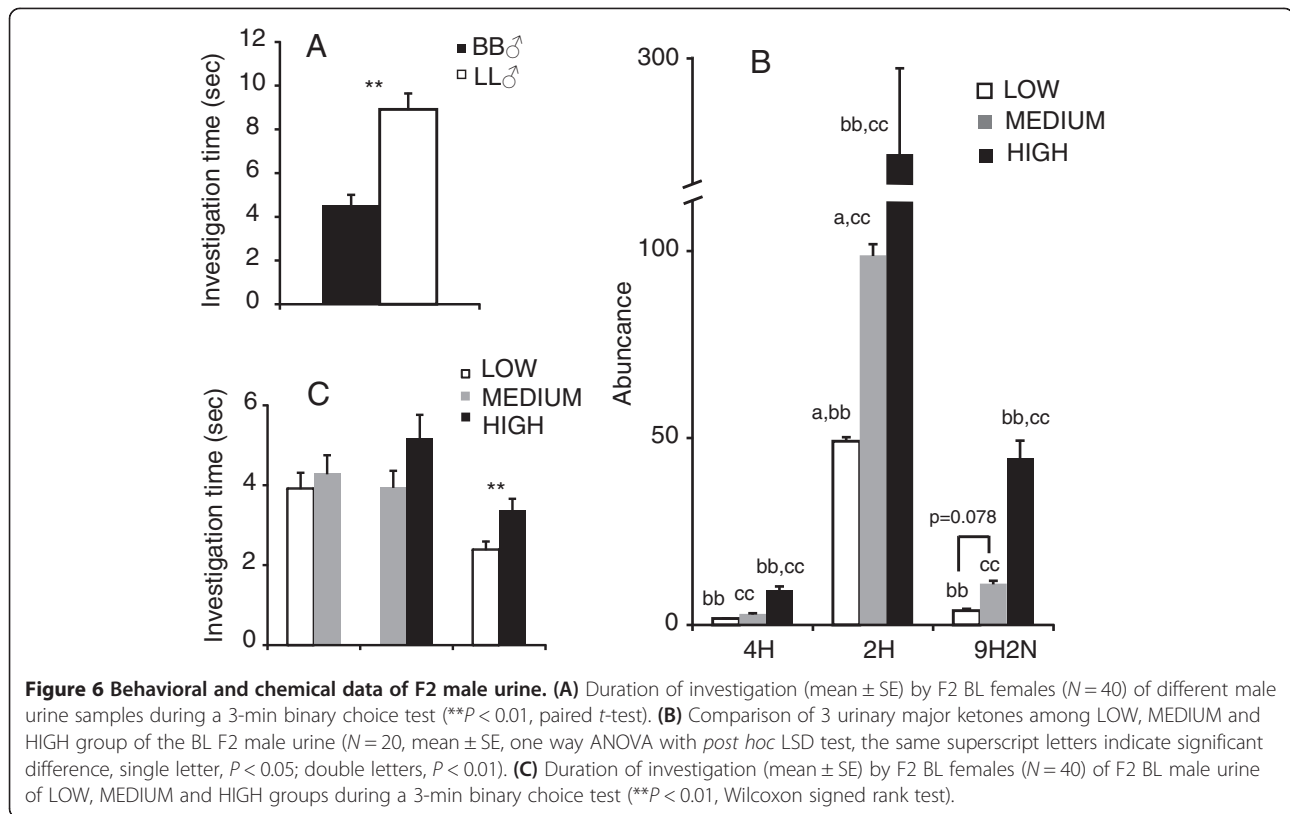 A
BB♂
LL♂
**
Investigation time (sec)
12
10
8
6
4
2
0
B
LOW
MEDIUM
HIGH
Abuncance
300
100
50
0
bb
cc
bb,cc
a,bb
a,cc
bb,cc
p=0.078
bb
cc
bb,cc
4H
2H
9H2N
C
LOW
MEDIUM
HIGH
**
Investigation time (sec)
6
4
2
0
Figure 6 Behavioral and chemical data of F2 male urine. (A) Duration of investigation (mean ± SE) by F2 BL females (N = 40) of different male
urine samples during a 3-min binary choice test (**P < 0.01, paired t-test). (B) Comparison of 3 urinary major ketones among LOW, MEDIUM and
HIGH group of the BL F2 male urine (N = 20, mean ± SE, one way ANOVA with post hoc LSD test, the same superscript letters indicate significant
difference, single letter, P < 0.05; double letters, P < 0.01). (C) Duration of investigation (mean ± SE) by F2 BL females (N = 40) of F2 BL male urine
of LOW, MEDIUM and HIGH groups during a 3-min binary choice test (**P < 0.01, Wilcoxon signed rank test).